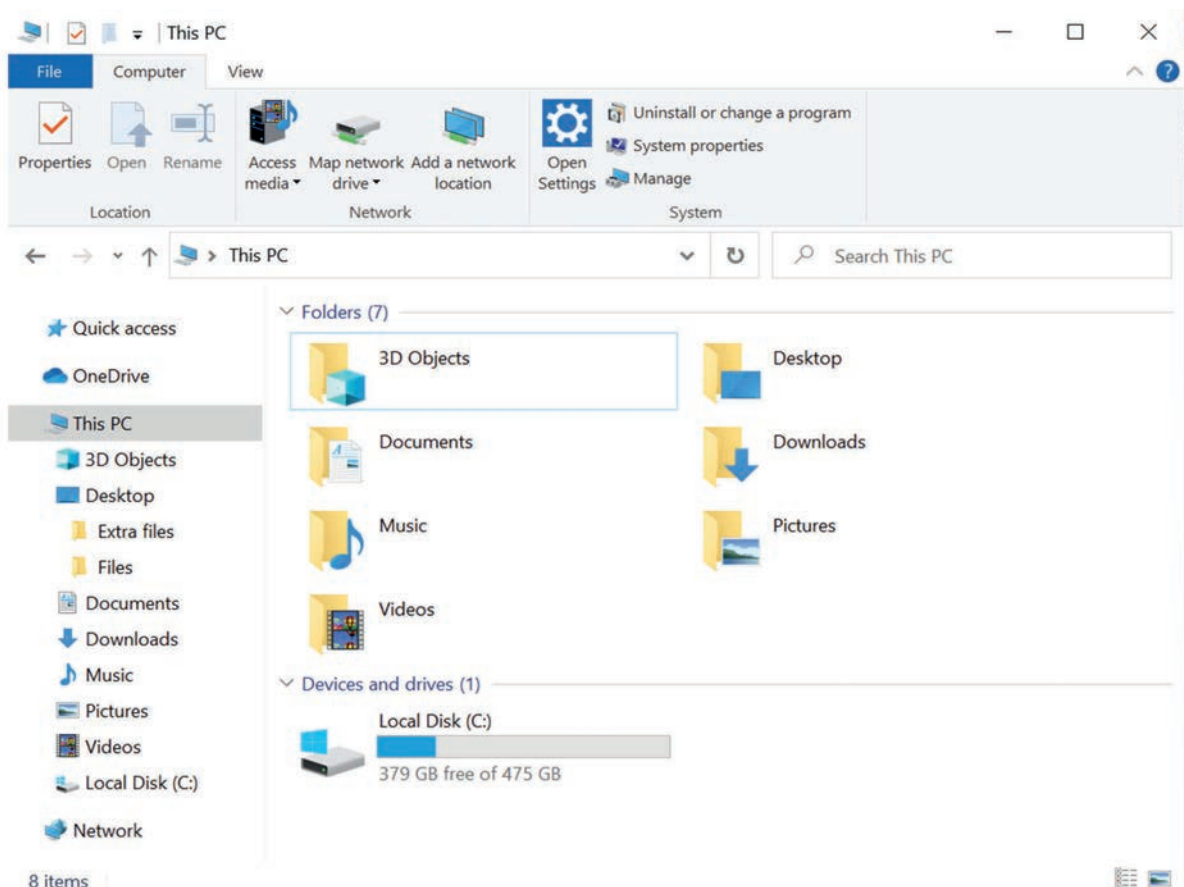 This PC
File Computer View
Properties Open Rename Access media Map network drive Add a network location Open Settings Uninstall or change a program
System properties
Manage
Location Network System
This PC Search This PC
Quick access
OneDrive
This PC
3D Objects
Desktop
Extra files
Files
Documents
Downloads
Music
Pictures
Videos
Local Disk (C:)
Network
Folders (7)
3D Objects Desktop
Documents Downloads
Music Pictures
Videos
Devices and drives (1)
Local Disk (C:)
379 GB free of 475 GB
8 items